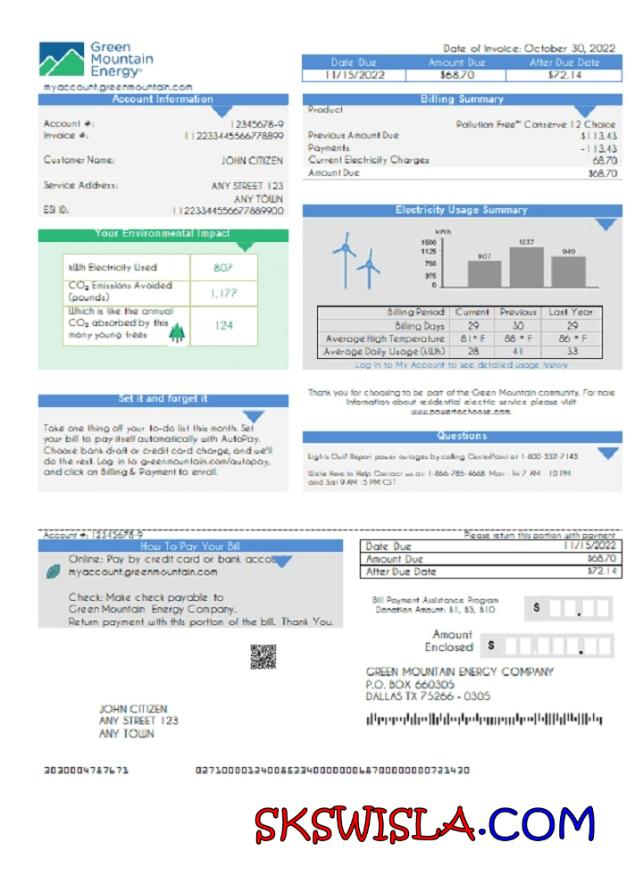 Green
Mountain
Energy
myaccount.greenmountain.com
Date of Invoice: October 30, 2022
Date Due Amount Due After Due Date
11/15/2022 $68.70 $72.14
Account Information
Account #: 12345678-9
Invoice #: 112233445566778899
Customer Name: JOHN CITIZEN
Service Address: ANY STREET 123
ANY TOWN
ESI ID: 11223344556677889900
Billing Summary
Product
Pollution Free™ Conserve 12 Choice
Previous Amount Due $113.43
Payments -113.43
Current Electricity Charges 68.70
Amount Due $68.70
Your Environmental Impact
kWh Electricity Used 807
CO₂ Emissions Avoided
(pounds) 1,177
Which is like the annual
CO₂ absorbed by this
many young trees 124
Electricity Usage Summary
kWh
1500
1125
750
375
0
807 1237 949
Billing Period Current Previous Last Year
Billing Days 29 30 29
Average High Temperature 81° F 88 ° F 86 ° F
Average Daily Usage (kWh) 28 41 33
Log in to My Account to see detailed usage history
Set it and forget it
Take one thing off your to-do list this month. Set
your bill to pay itself automatically with AutoPay.
Choose bank draft or credit card charge, and we'll
do the rest. Log in to greenmountain.com/autopay,
and click on Billing & Payment to enroll.
Thank you for choosing to be part of the Green Mountain community. For more
information about residential electric service please visit
www.powertochoose.com.
Questions
Lights Out? Report power outages by calling CenterPoint at 1-800-332-7143
We're Here to Help Contact us at: 1-866-785-4668 Mon - Fri 7 AM - 10 PM
and Sat 9 AM -5 PM CST
Account #: 12345678-9
Please return this portion with payment
How To Pay Your Bill
Online: Pay by credit card or bank accou
myaccount.greenmountain.com
Check: Make check payable to
Green Mountain Energy Company.
Return payment with this portion of the bill. Thank You.
Date Due 11/15/2022
Amount Due $68.70
After Due Date $72.14
Bill Payment Assistance Program
Donation Amount: $1, $5, $10 $ .
Amount
Enclosed $ .
GREEN MOUNTAIN ENERGY COMPANY
P.O. BOX 660305
DALLAS TX 75266 - 0305
JOHN CITIZEN
ANY STREET 123
ANY TOWN
SKSWISLA.COM